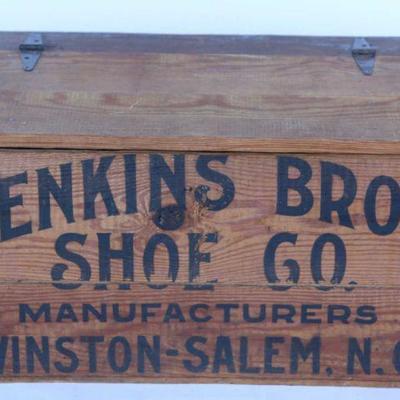 ENKINS BRO
SHOE CO.
MANUFACTURERS
WINSTON-SALEM, N.C